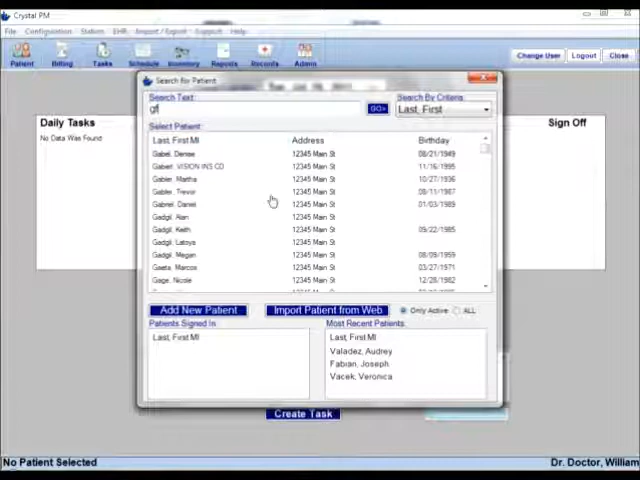 Crystal PM
File Configuration Station EHR Import / Export Support Help
Patient Billing Tasks Schedule Inventory Reports Records Admin
Change User Logout Close
Search for Patient
Search Text:
Search By Criteria:
GO>
Last, First
Select Patient:
Last, First MI Address Birthday
Gabel, Denise 12345 Main St 08/21/1949
Gabert, VISION INS CO 12345 Main St 11/16/1995
Gabler, Martha 12345 Main St 10/27/1936
Gabler, Trevor 12345 Main St 08/11/1987
Gabriel, Daniel 12345 Main St 01/03/1989
Gadgil, Alan 12345 Main St
Gadgil, Keith 12345 Main St 09/22/1985
Gadgil, Latoya 12345 Main St
Gadgil, Megan 12345 Main St 08/09/1959
Gaeta, Marcos 12345 Main St 03/27/1971
Gage, Nicole 12345 Main St 12/28/1982
Add New Patient Import Patient from Web Only Active ALL
Patients Signed In: Most Recent Patients:
Last, First MI Last, First MI
Valadez, Audrey
Fabian, Joseph
Vacek, Veronica
Daily Tasks
No Data Was Found
Sign Off
Create Task
No Patient Selected Dr. Doctor, William